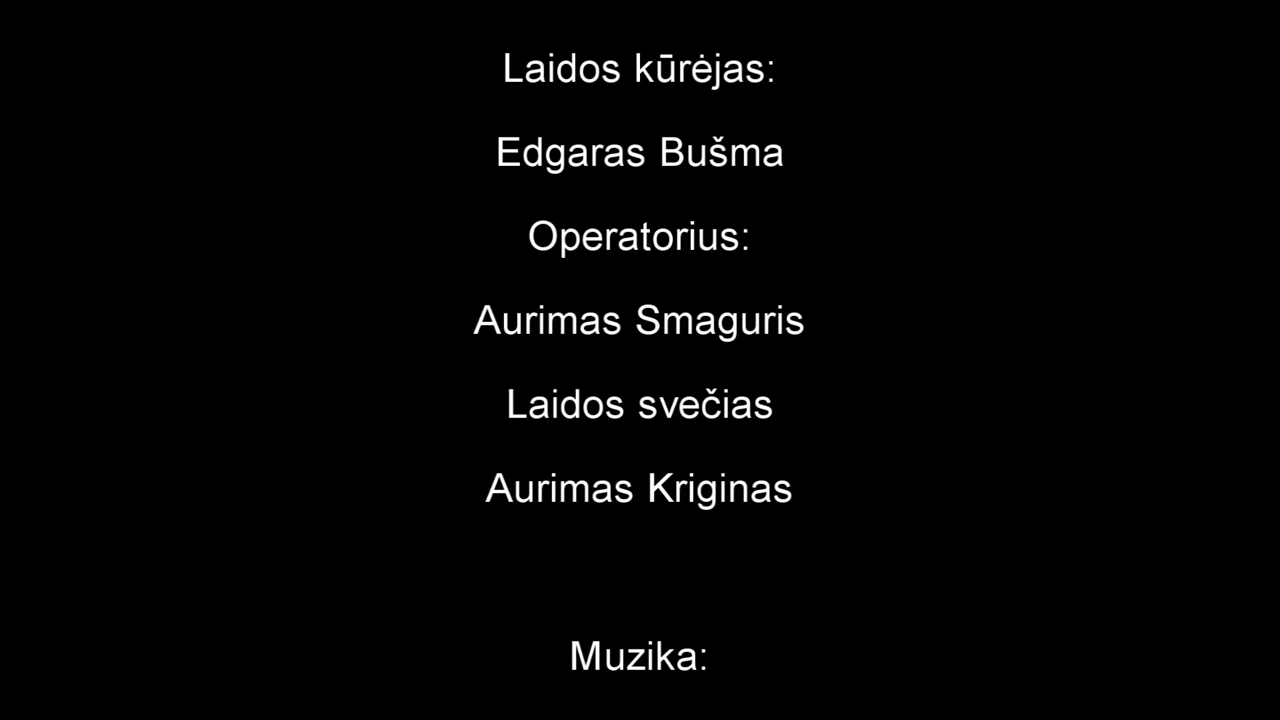 Laidos kūrėjas:
Edgaras Bušma
Operatorius:
Aurimas Smaguris
Laidos svečias
Aurimas Kriginas
Muzika: